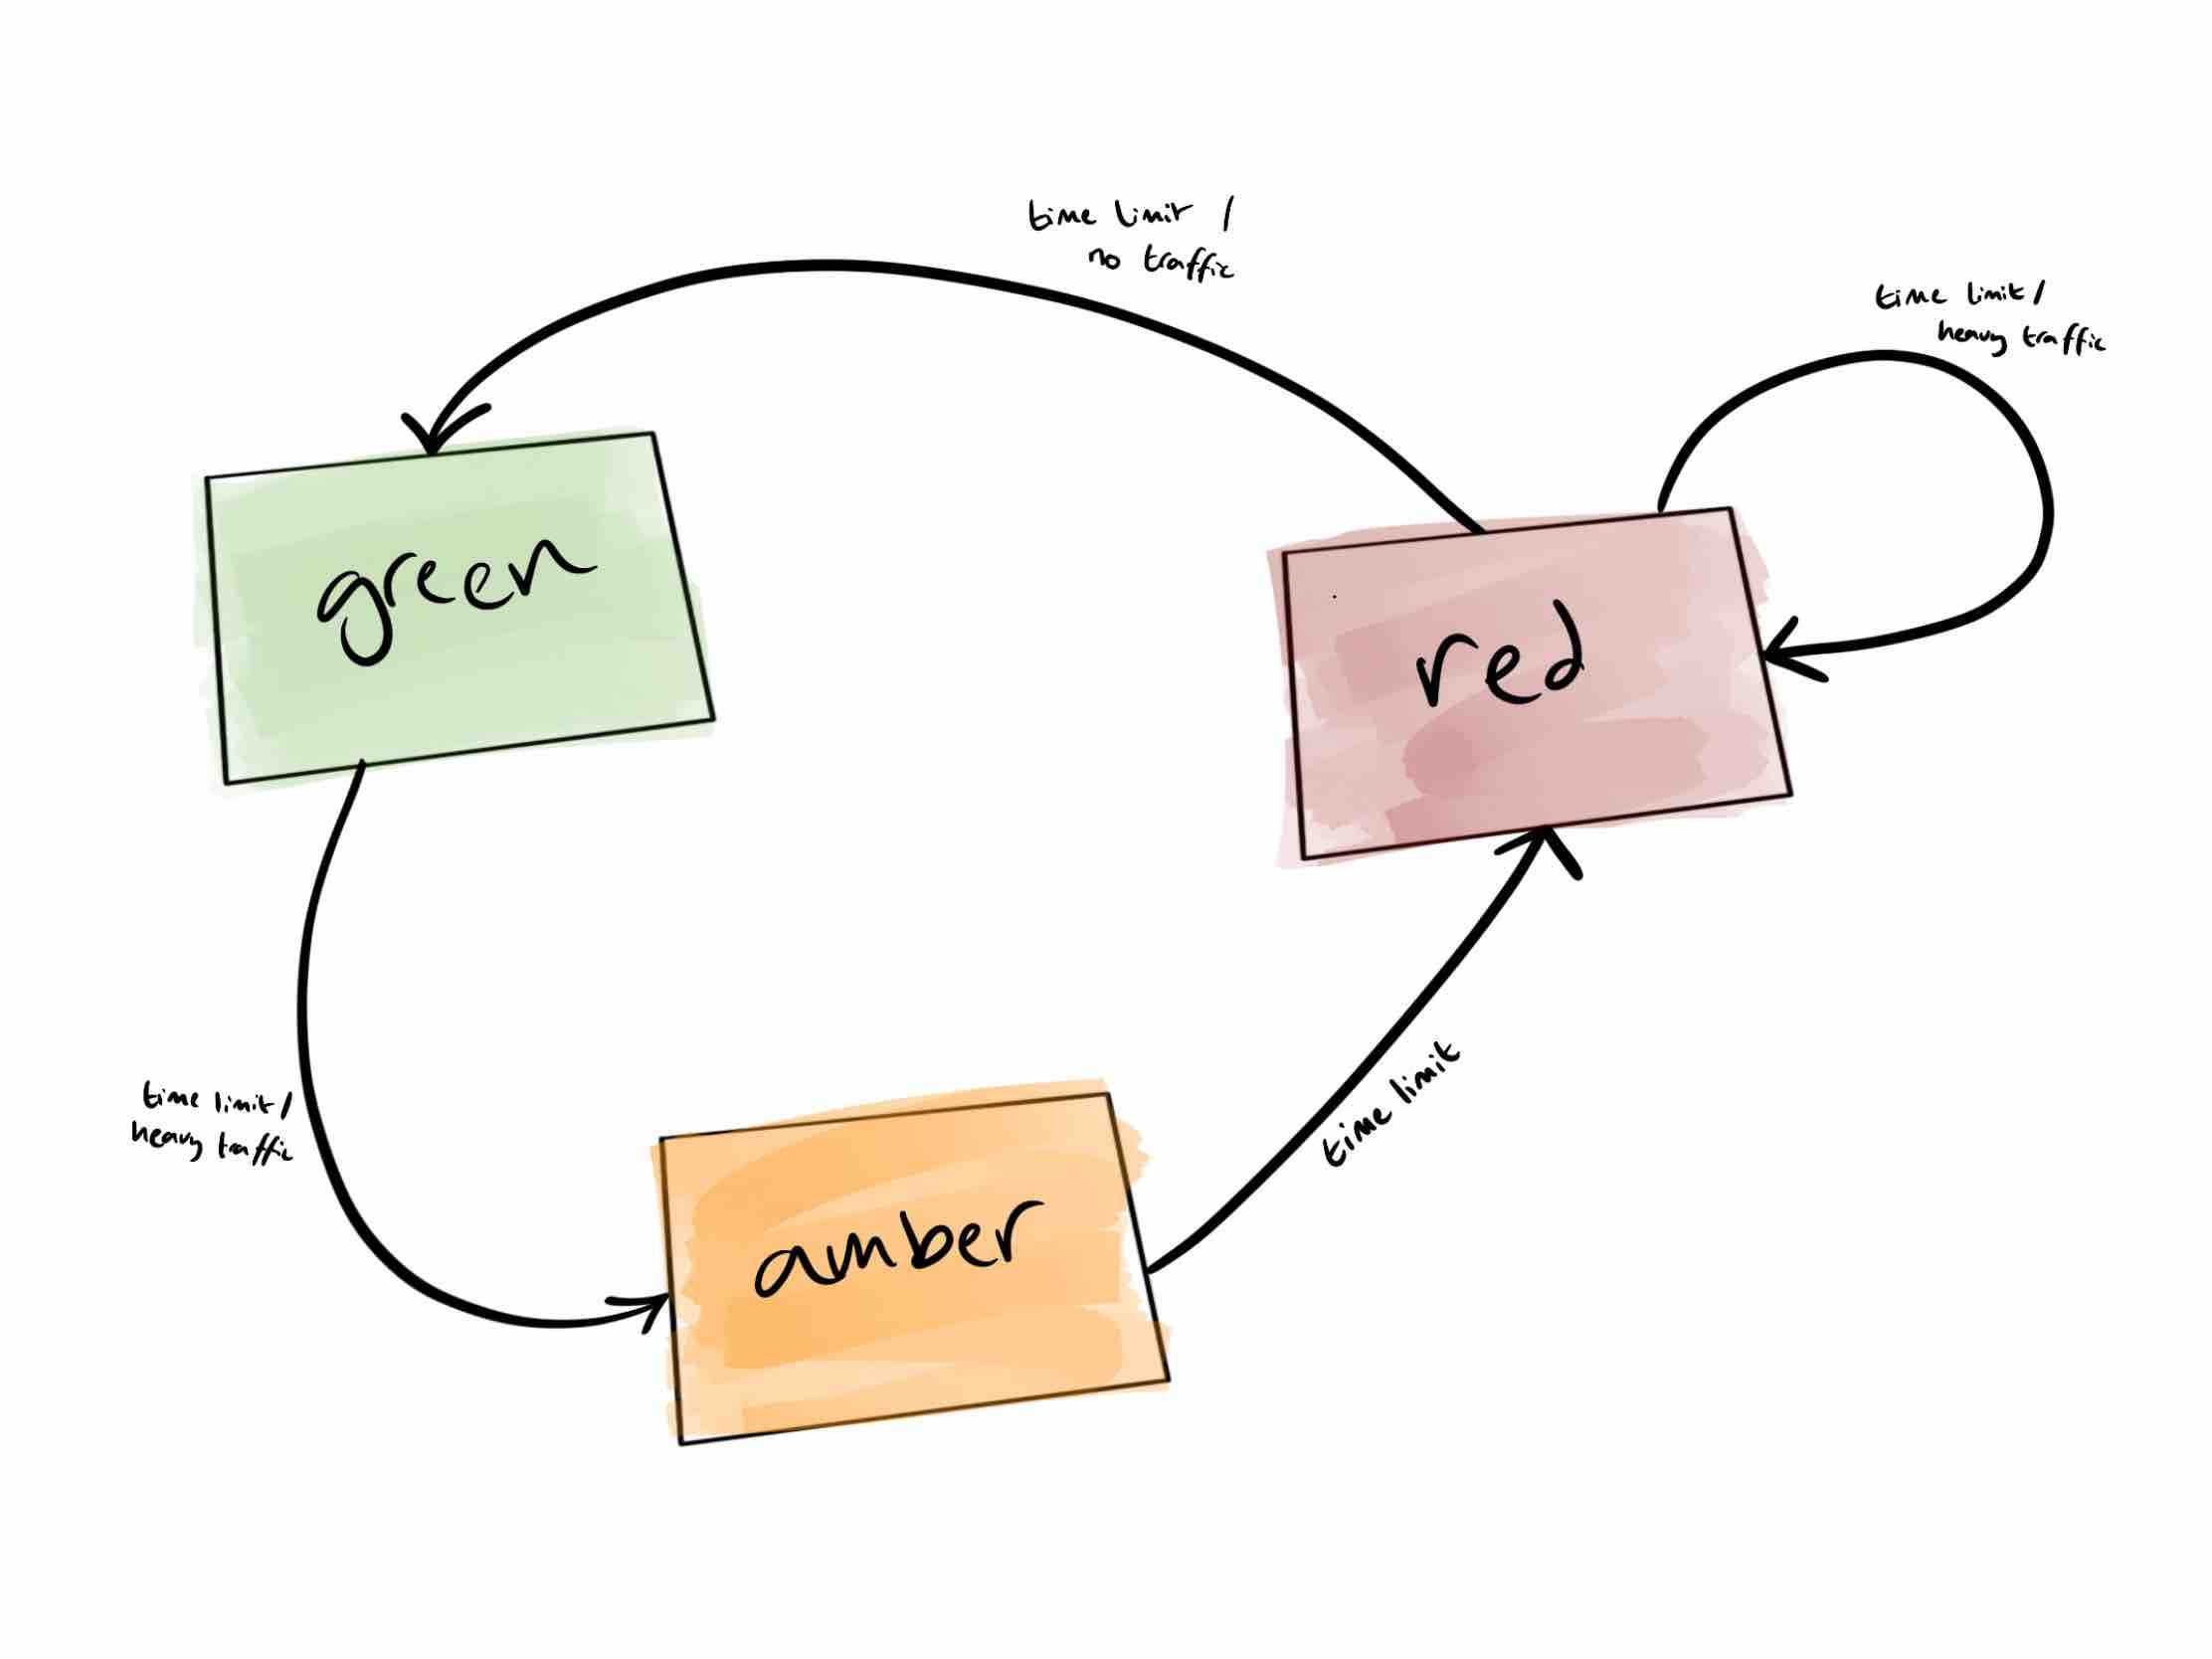 time limit /
no traffic
time limit /
heavy traffic
green
red
time limit /
heavy traffic
time limit
amber